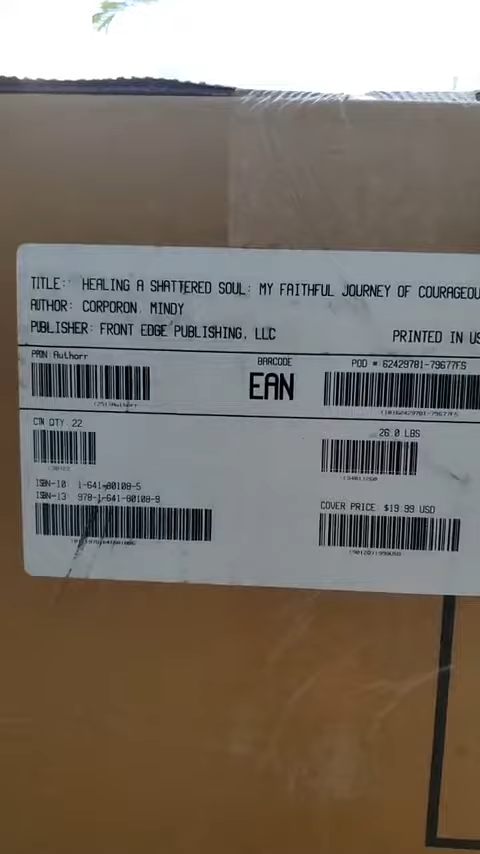 TITLE: HEALING A SHATTERED SOUL: MY FAITHFUL JOURNEY OF COURAGEOU
AUTHOR: CORPORON, MINDY
PUBLISHER: FRONT EDGE PUBLISHING, LLC
PRINTED IN US
PRON Authorr
BARCODE
EAN
POD # 62429781-79677FS
CTN QTY 22
26.0 LBS
ISBN-10 1-641-80108-5
ISBN-13 978-1-641-80108-9
COVER PRICE $19.99 USD